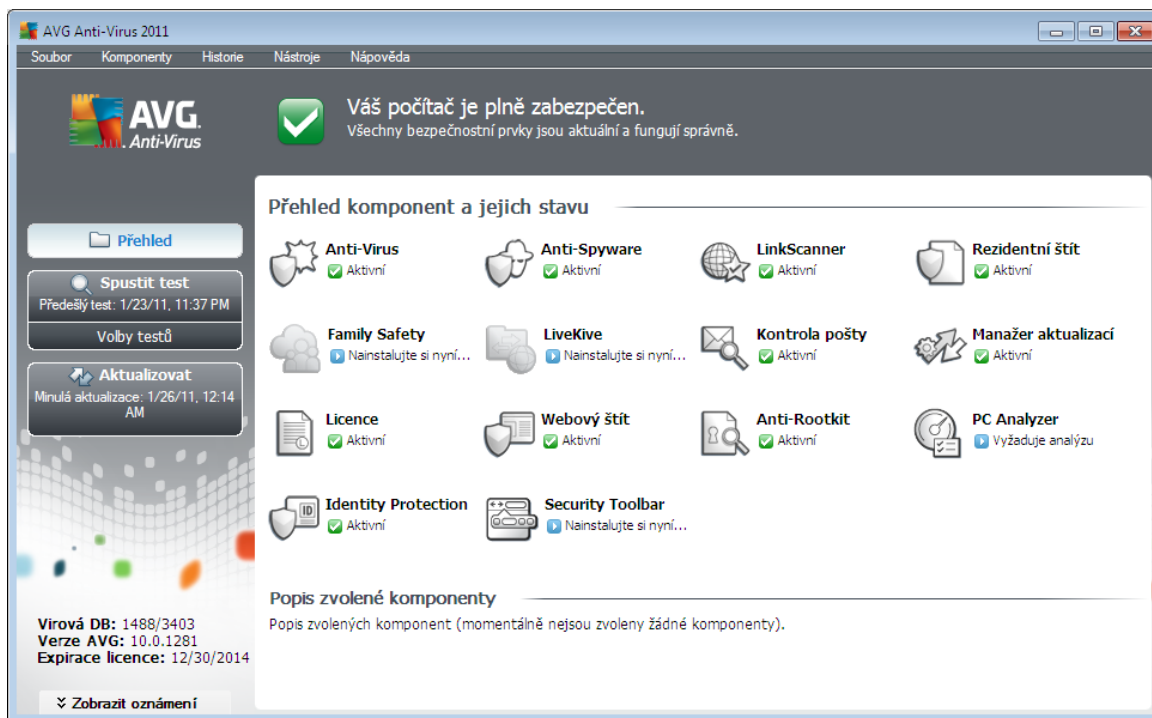 AVG Anti-Virus 2011
Soubor Komponenty Historie Nástroje Nápověda
AVG.
Anti-Virus
Váš počítač je plně zabezpečen.
Všechny bezpečnostní prvky jsou aktuální a fungují správně.
Přehled
Spustit test
Předešlý test: 1/23/11, 11:37 PM
Volby testů
Aktualizovat
Minulá aktualizace: 1/26/11, 12:14
AM
Virová DB: 1488/3403
Verze AVG: 10.0.1281
Expirace licence: 12/30/2014
Zobrazit oznámení
Přehled komponent a jejich stavu
Anti-Virus
Aktivní
Anti-Spyware
Aktivní
LinkScanner
Aktivní
Rezidentní štít
Aktivní
Family Safety
Nainstalujte si nyní...
LiveKive
Nainstalujte si nyní...
Kontrola pošty
Aktivní
Manažer aktualizací
Aktivní
Licence
Aktivní
Webový štít
Aktivní
Anti-Rootkit
Aktivní
PC Analyzer
Vyžaduje analýzu
Identity Protection
Aktivní
Security Toolbar
Nainstalujte si nyní...
Popis zvolené komponenty
Popis zvolených komponent (momentálně nejsou zvoleny žádné komponenty).